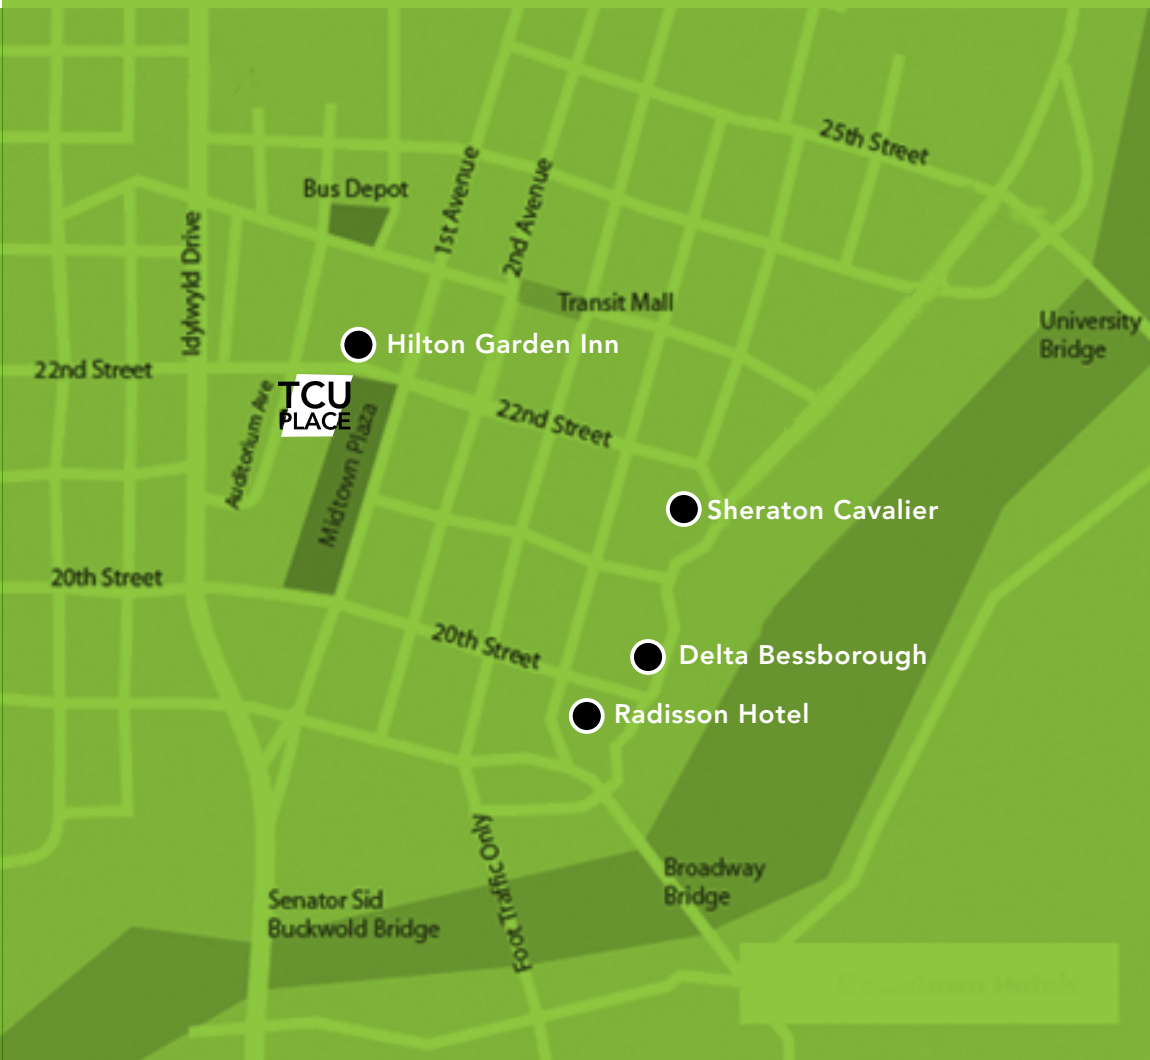 25th Street
1st Avenue
Bus Depot
2nd Avenue
Idylwyld Drive
Transit Mall
University
Bridge
Hilton Garden Inn
22nd Street
TCU
PLACE
Auditorium Ave
Midtown Plaza
22nd Street
Sheraton Cavalier
20th Street
20th Street
Delta Bessborough
Radisson Hotel
Foot Traffic Only
Broadway
Bridge
Senator Sid
Buckwold Bridge
Downtown Hotels